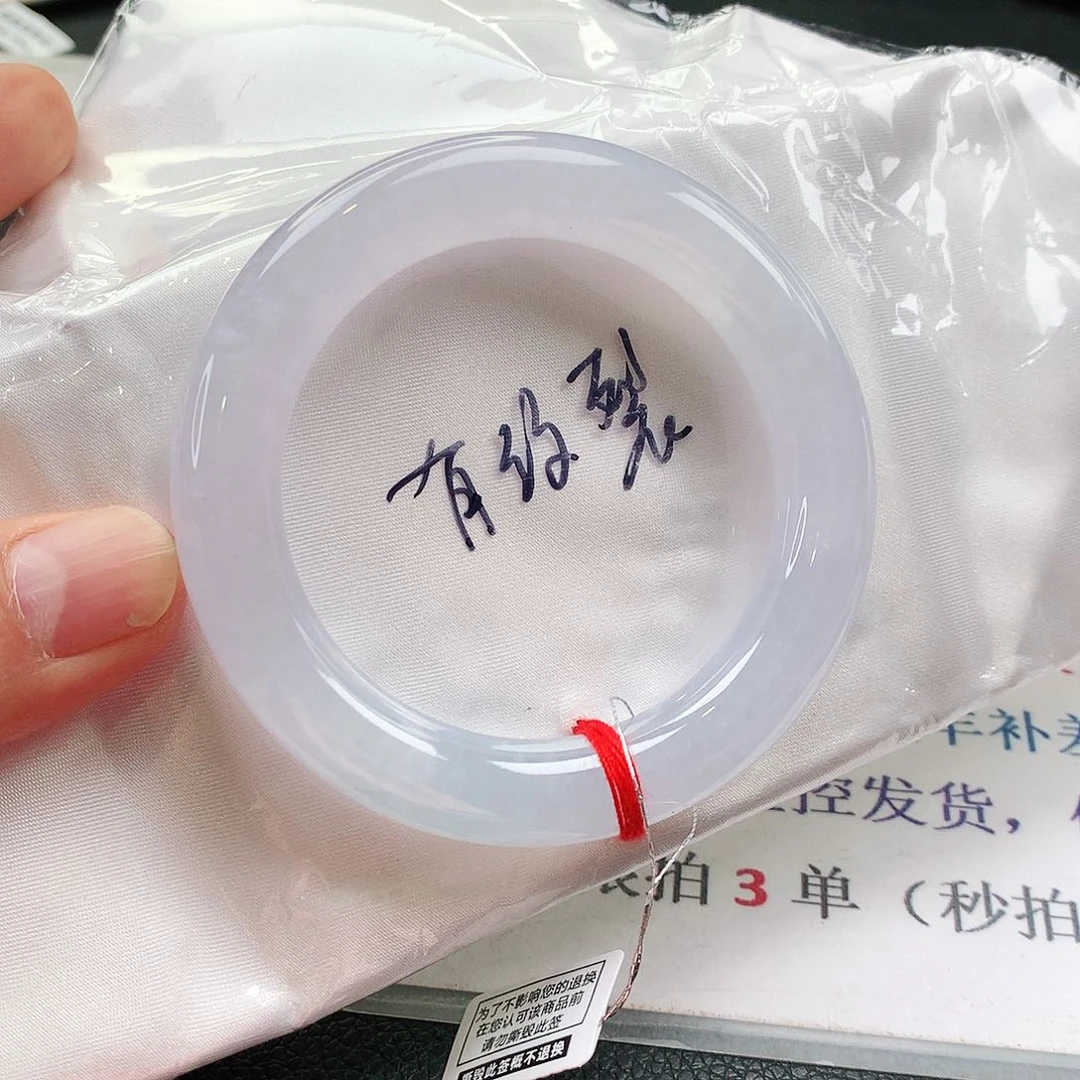 有纹裂
补差
控发货，
拍 3 单（秒拍
为了不影响您的退换
在您认可该商品前
请勿撕毁此签
撕毁此签概不退换